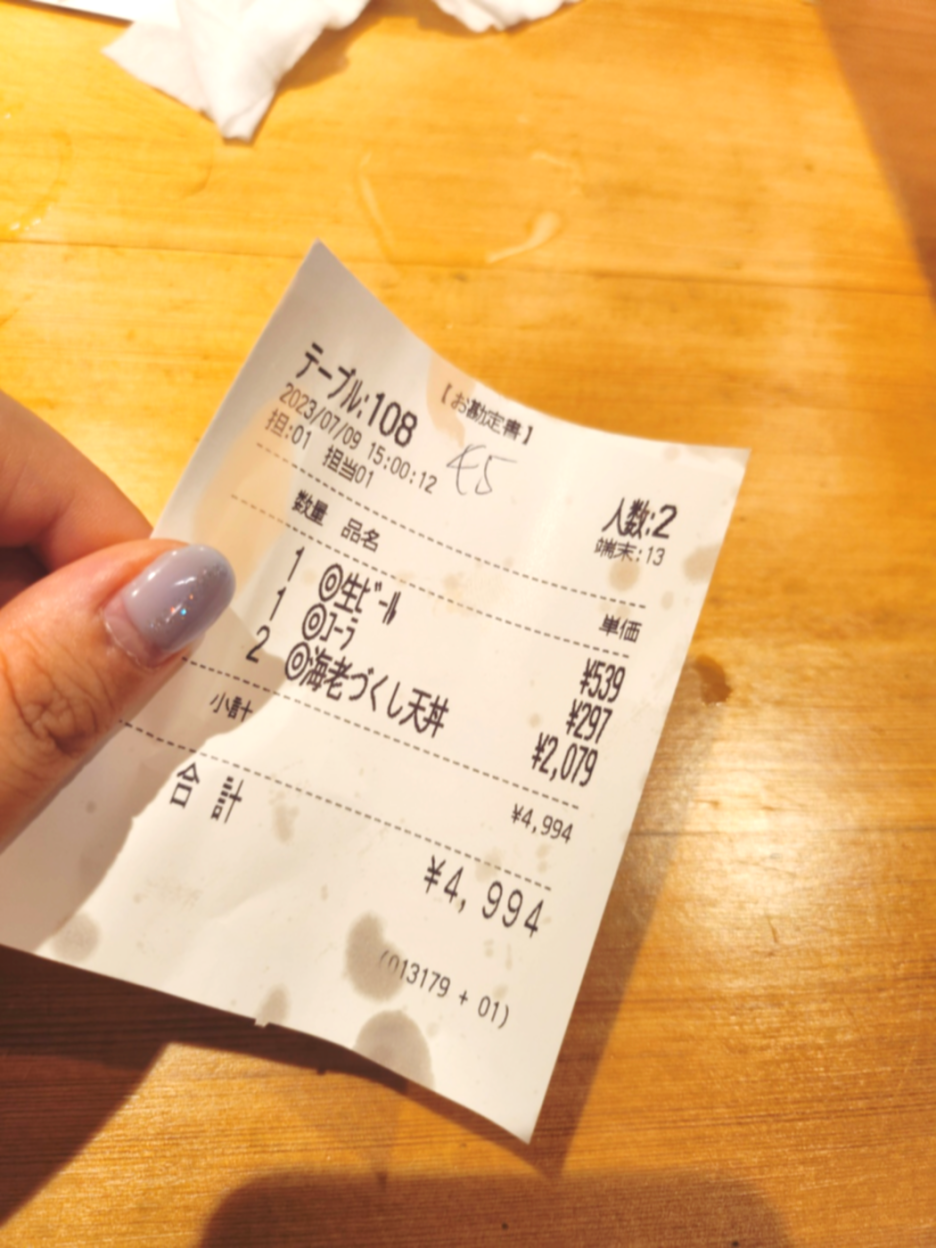 【お勘定書】
テーブル:108
人数:2
2023/07/09 15:00:12
端末:13
担:01 担当01
数量 品名 単価
1 ◎生ビール ¥539
1 ◎コーラ ¥297
2 ◎海老づくし天丼 ¥2,079
小計 ¥4,994
合計 ¥4,994
(013179 + 01)